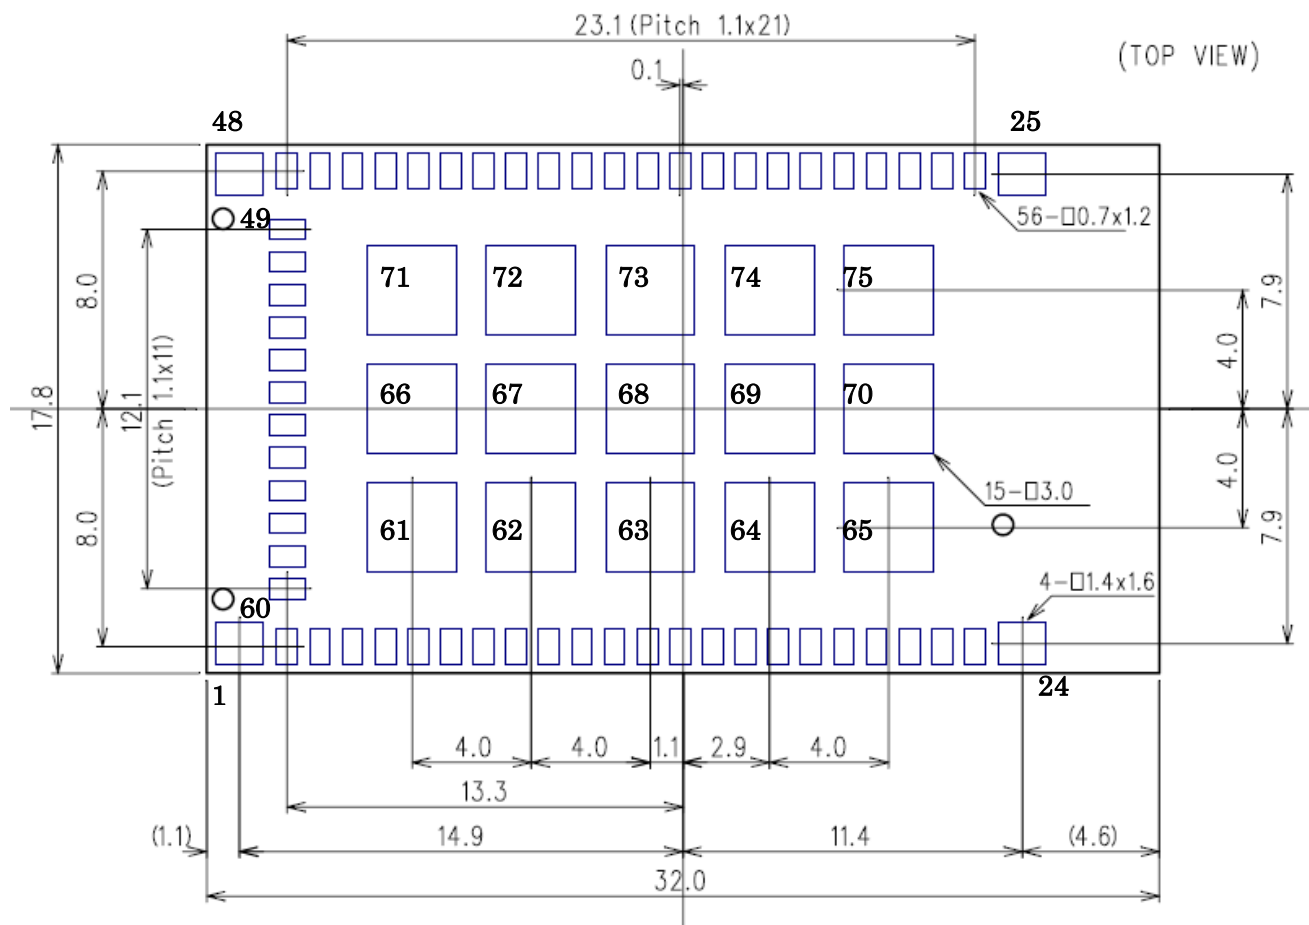 23.1 (Pitch 1.1x21)
(TOP VIEW)
0.1
48
25
49
56-□0.7x1.2
71 72 73 74 75
8.0
7.9
4.0
17.8
12.1
(Pitch 1.1x11)
66 67 68 69 70
4.0
15-□3.0
8.0
7.9
61 62 63 64 65
4-□1.4x1.6
60
1
24
4.0 4.0 1.1 2.9 4.0
13.3
(1.1) 14.9 11.4 (4.6)
32.0